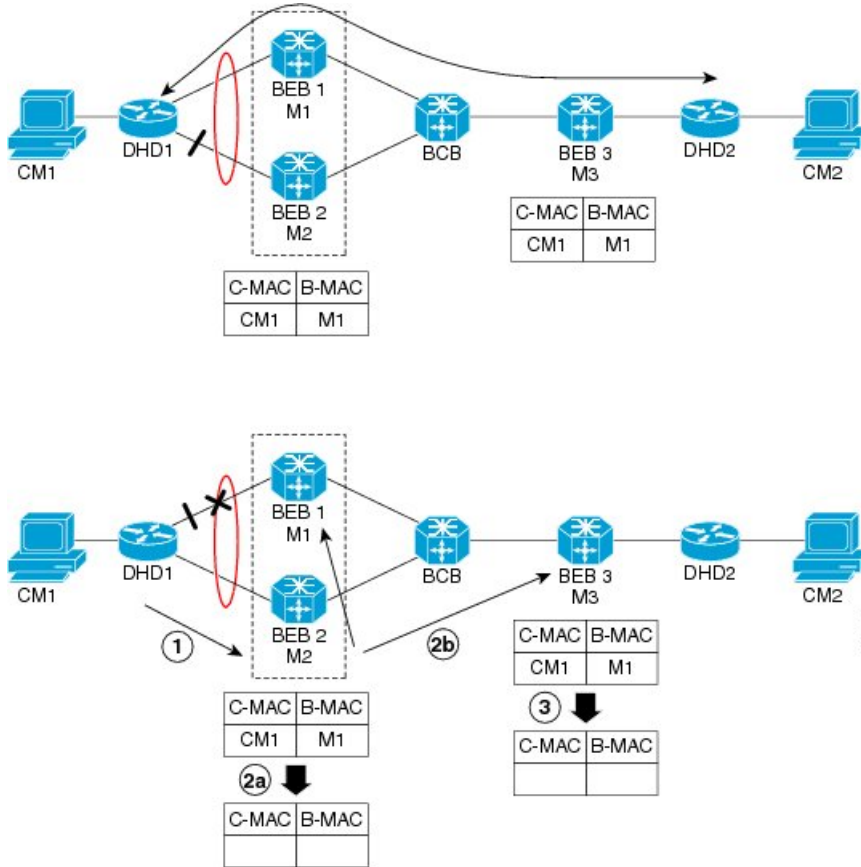 BEB 1
M1
CM1
DHD1
BCB
BEB 3
M3
DHD2
CM2
BEB 2
M2
C-MAC B-MAC
CM1 M1
C-MAC B-MAC
CM1 M1
BEB 1
M1
CM1
DHD1
BCB
BEB 3
M3
DHD2
CM2
BEB 2
M2
1
2b
C-MAC B-MAC
CM1 M1
C-MAC B-MAC
CM1 M1
3
2a
C-MAC B-MAC
C-MAC B-MAC